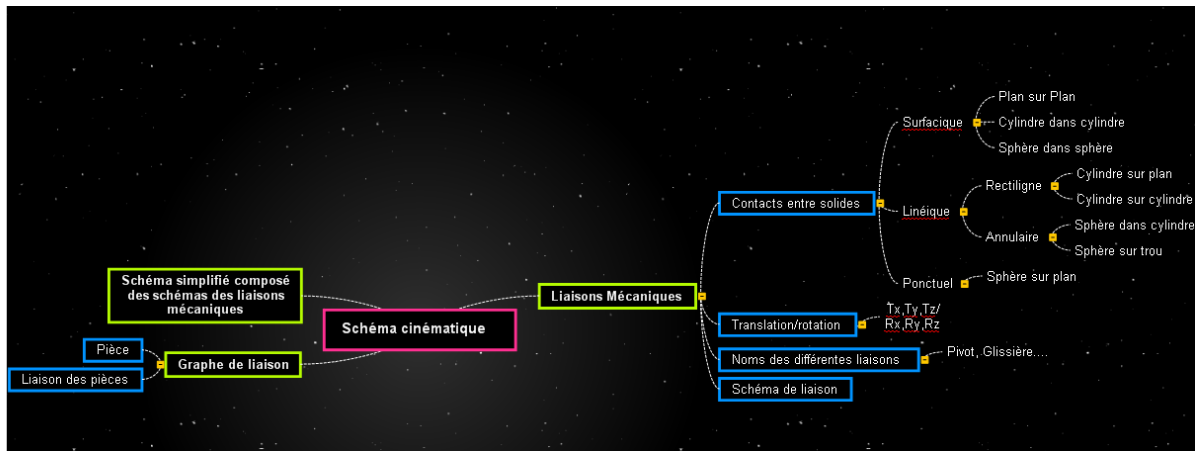 Schéma cinématique
Schéma simplifié composé
des schémas des liaisons
mécaniques
Graphe de liaison
Pièce
Liaison des pièces
Liaisons Mécaniques
Contacts entre solides
Surfacique
Plan sur Plan
Cylindre dans cylindre
Sphère dans sphère
Linéique
Rectiligne
Cylindre sur plan
Cylindre sur cylindre
Annulaire
Sphère dans cylindre
Sphère sur trou
Ponctuel
Sphère sur plan
Translation/rotation
Tx,Ty,Tz/
Rx,Ry,Rz
Noms des différentes liaisons
Pivot, Glissière....
Schéma de liaison